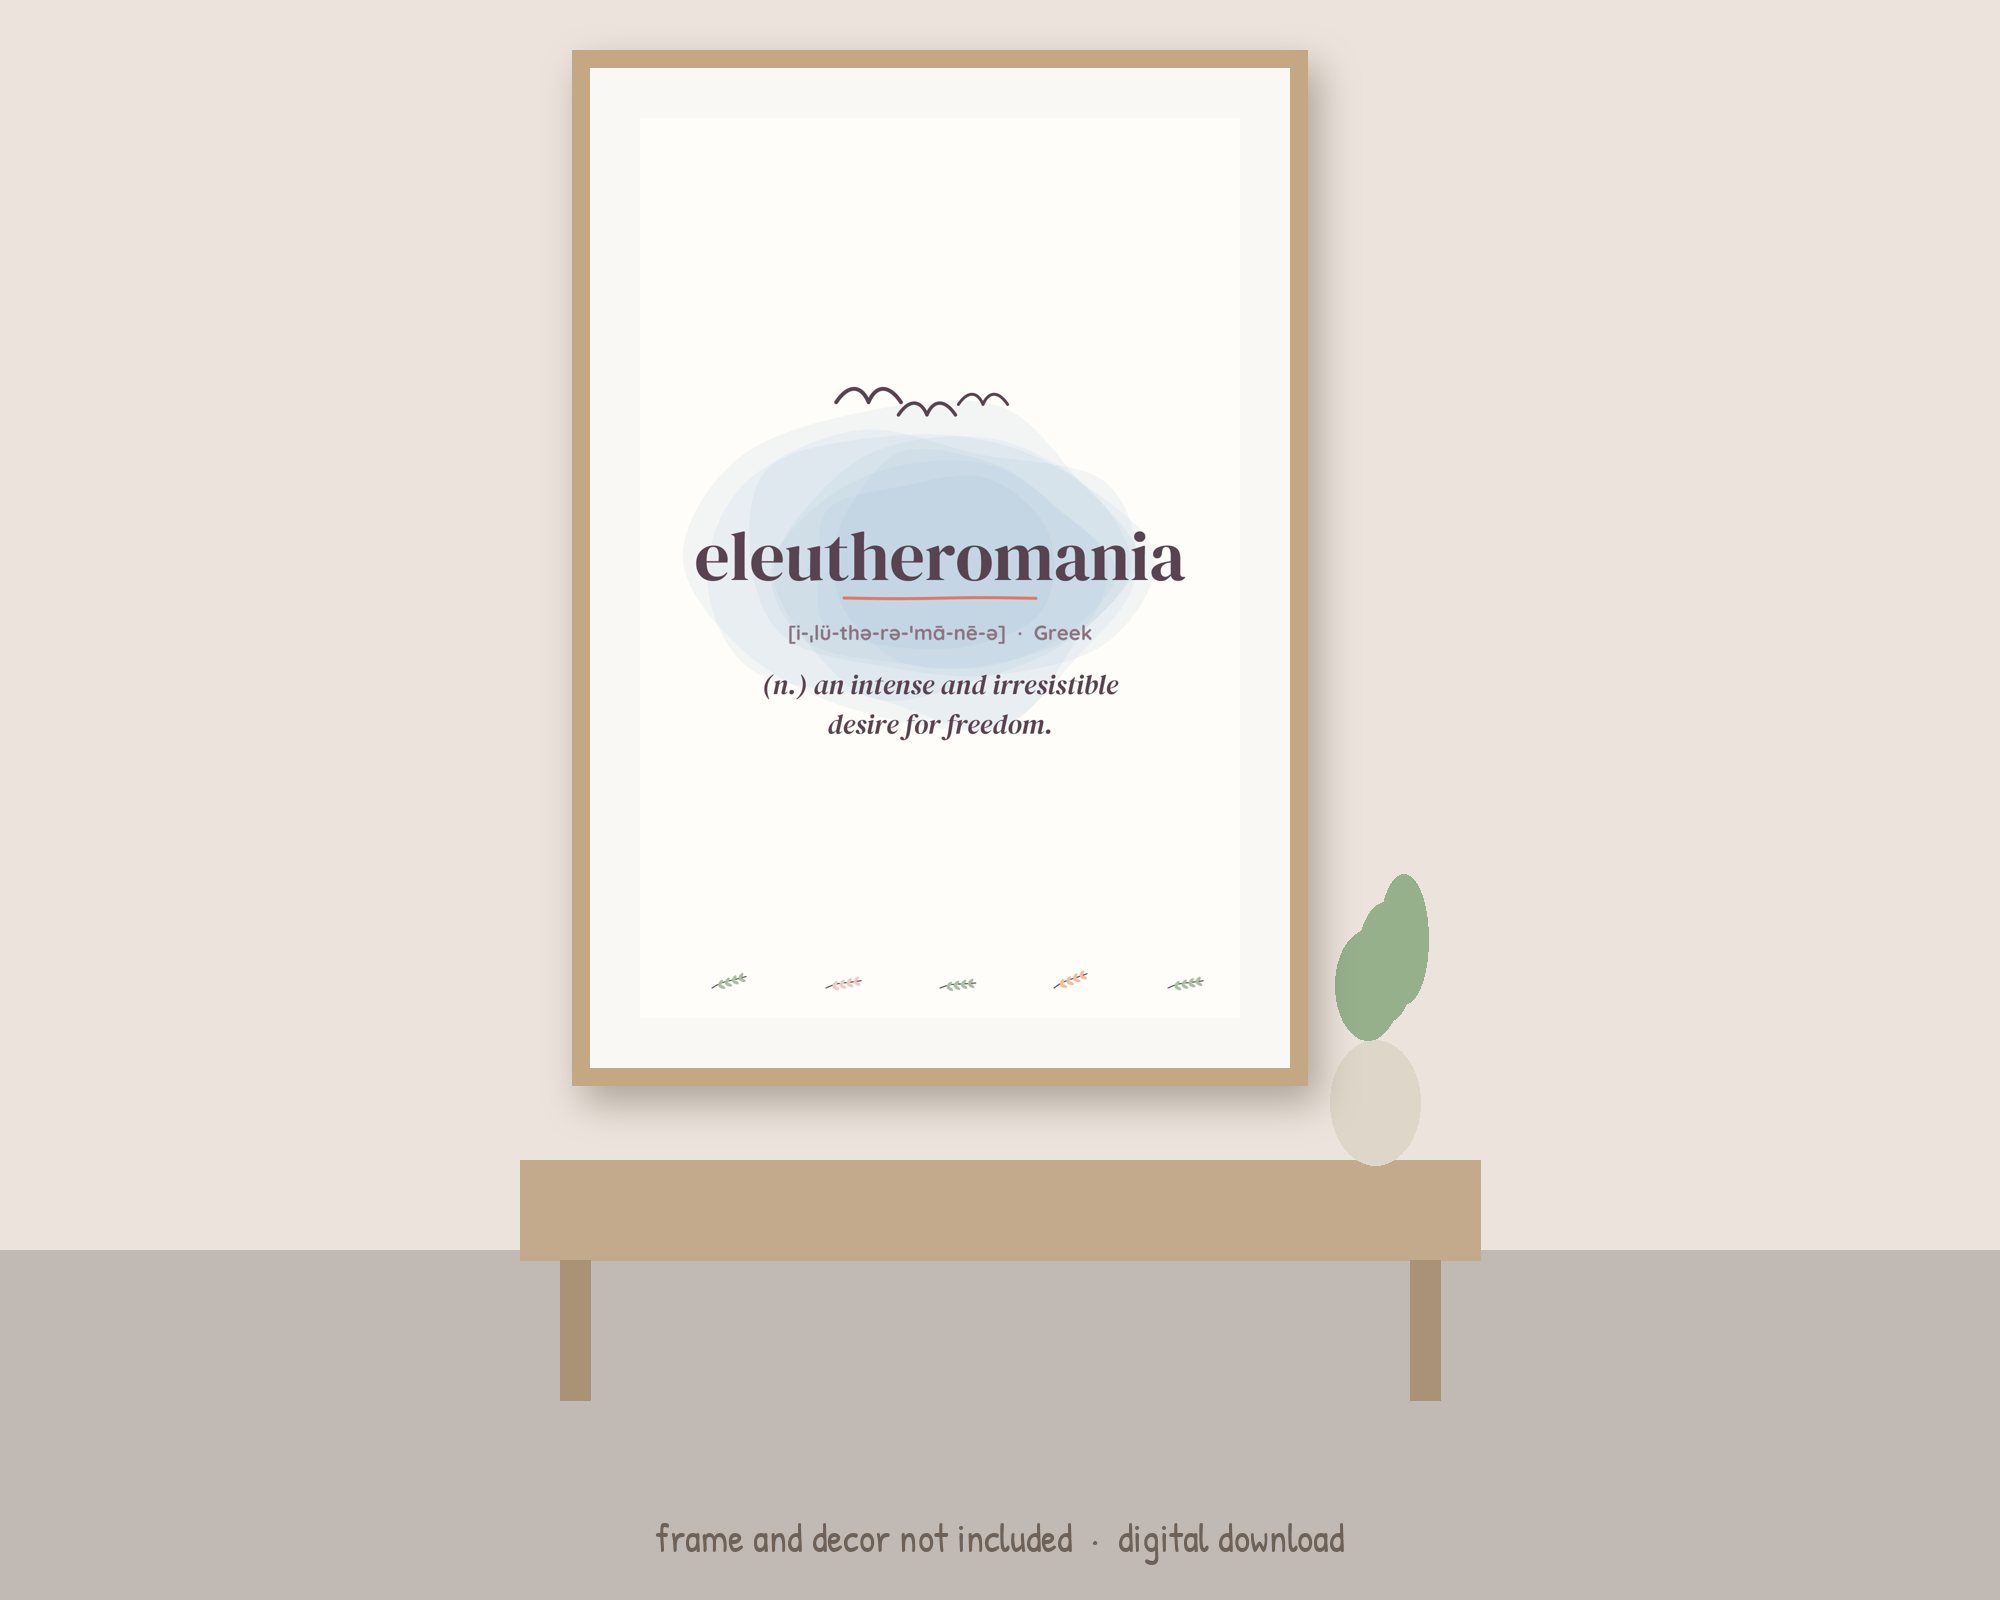 eleutheromania
[i-ˌlü-thə-rə-ˈmā-nē-ə] · Greek
(n.) an intense and irresistible
desire for freedom.
frame and decor not included · digital download